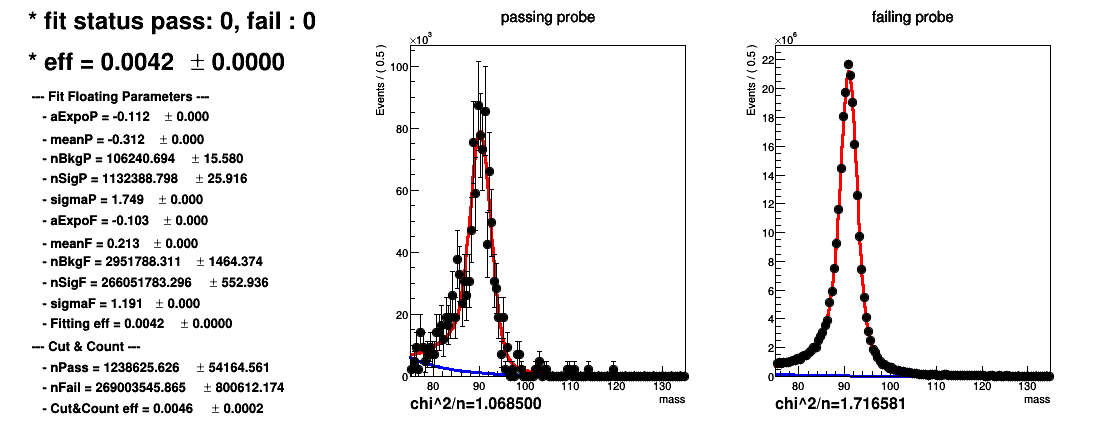 * fit status pass: 0, fail : 0
* eff = 0.0042 ± 0.0000
--- Fit Floating Parameters ---
- aExpoP = -0.112 ± 0.000
- meanP = -0.312 ± 0.000
- nBkgP = 106240.694 ± 15.580
- nSigP = 1132388.798 ± 25.916
- sigmaP = 1.749 ± 0.000
- aExpoF = -0.103 ± 0.000
- meanF = 0.213 ± 0.000
- nBkgF = 2951788.311 ± 1464.374
- nSigF = 266051783.296 ± 552.936
- sigmaF = 1.191 ± 0.000
- Fitting eff = 0.0042 ± 0.0000
--- Cut & Count ---
- nPass = 1238625.626 ± 54164.561
- nFail = 269003545.865 ± 800612.174
- Cut&Count eff = 0.0046 ± 0.0002
passing probe
×10³
Events / ( 0.5 )
100
80
60
40
20
0
80 90 100 110 120 130
mass
chi^2/n=1.068500
failing probe
×10⁶
Events / ( 0.5 )
22
20
18
16
14
12
10
8
6
4
2
0
80 90 100 110 120 130
mass
chi^2/n=1.716581